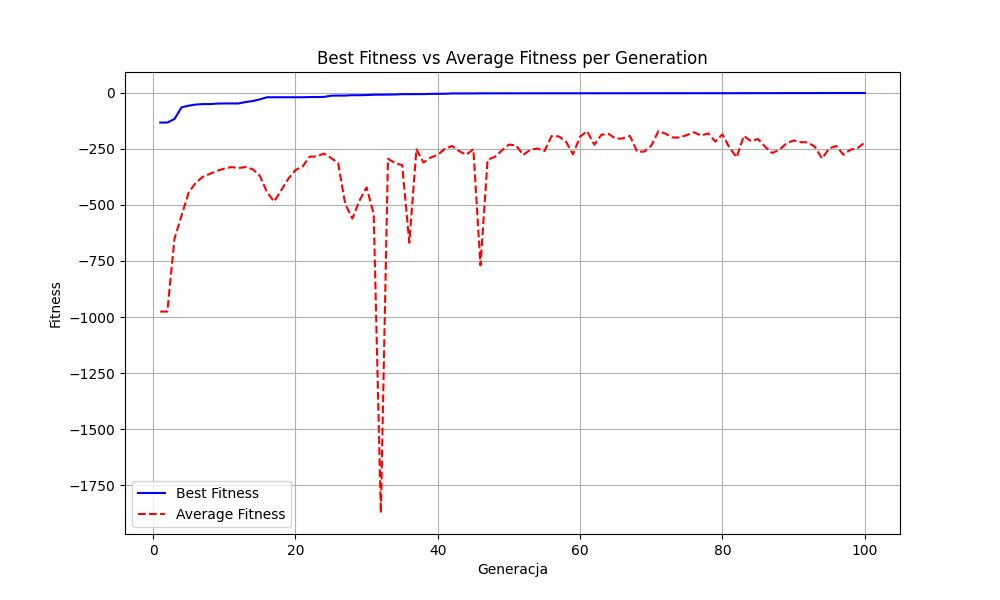 Best Fitness vs Average Fitness per Generation
Fitness
0
−250
−500
−750
−1000
−1250
−1500
−1750
Best Fitness
Average Fitness
0 20 40 60 80 100
Generacja